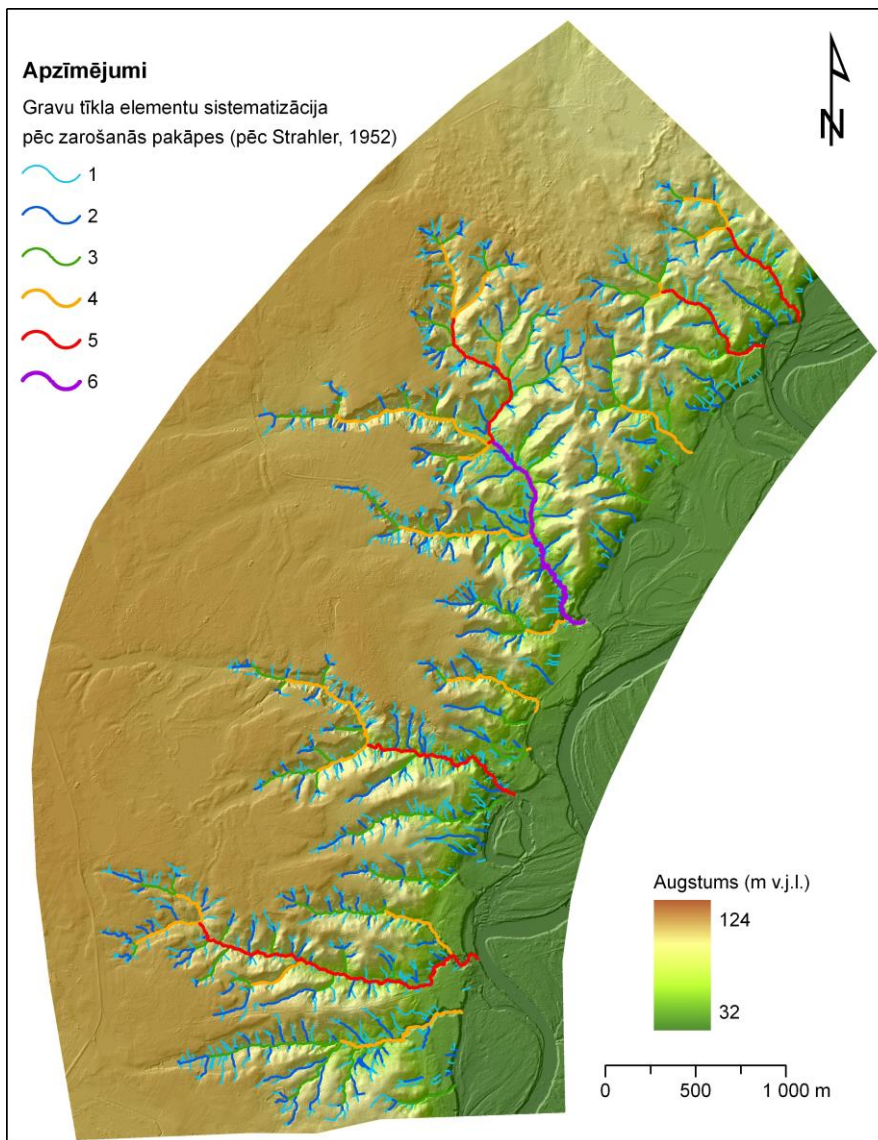 Apzīmējumi
Gravu tīkla elementu sistematizācija
pēc zarošanās pakāpes (pēc Strahler, 1952)
1
2
3
4
5
6
N
Augstums (m v.j.l.)
124
32
0 500 1 000 m